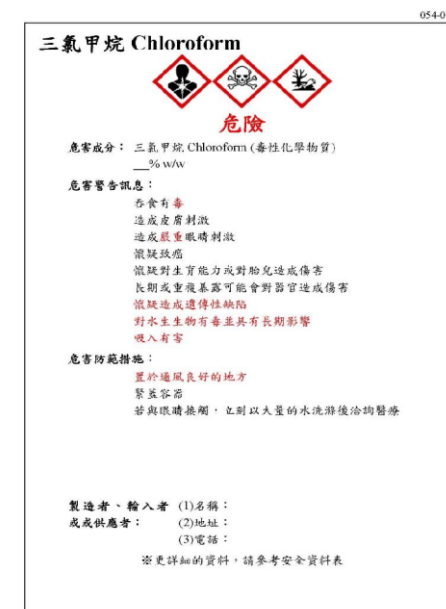 054-0
三氯甲烷 Chloroform
危險
危害成分： 三氯甲烷 Chloroform (毒性化學物質)
__% w/w
危害警告訊息：
吞食有毒
造成皮膚刺激
造成嚴重眼睛刺激
懷疑致癌
懷疑對生育能力或對胎兒造成傷害
長期或重複暴露可能會對器官造成傷害
懷疑造成遺傳性缺陷
對水生生物有毒並具有長期影響
吸入有害
危害防範措施：
置於通風良好的地方
緊蓋容器
若與眼睛接觸，立刻以大量的水洗滌後洽詢醫療
製造者、輸入者 (1)名稱：
或或供應者： (2)地址：
(3)電話：
※更詳細的資料，請參考安全資料表